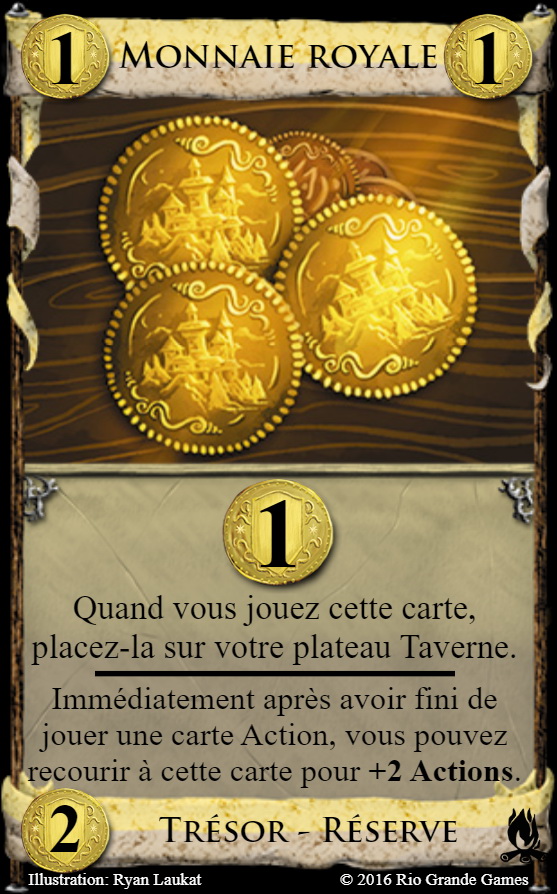 1 MONNAIE ROYALE 1
1
Quand vous jouez cette carte,
placez-la sur votre plateau Taverne.
Immédiatement après avoir fini de
jouer une carte Action, vous pouvez
recourir à cette carte pour +2 Actions.
2 TRÉSOR - RÉSERVE
Illustration: Ryan Laukat © 2016 Rio Grande Games